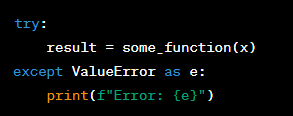 try:
    result = some_function(x)
except ValueError as e:
    print(f"Error: {e}")